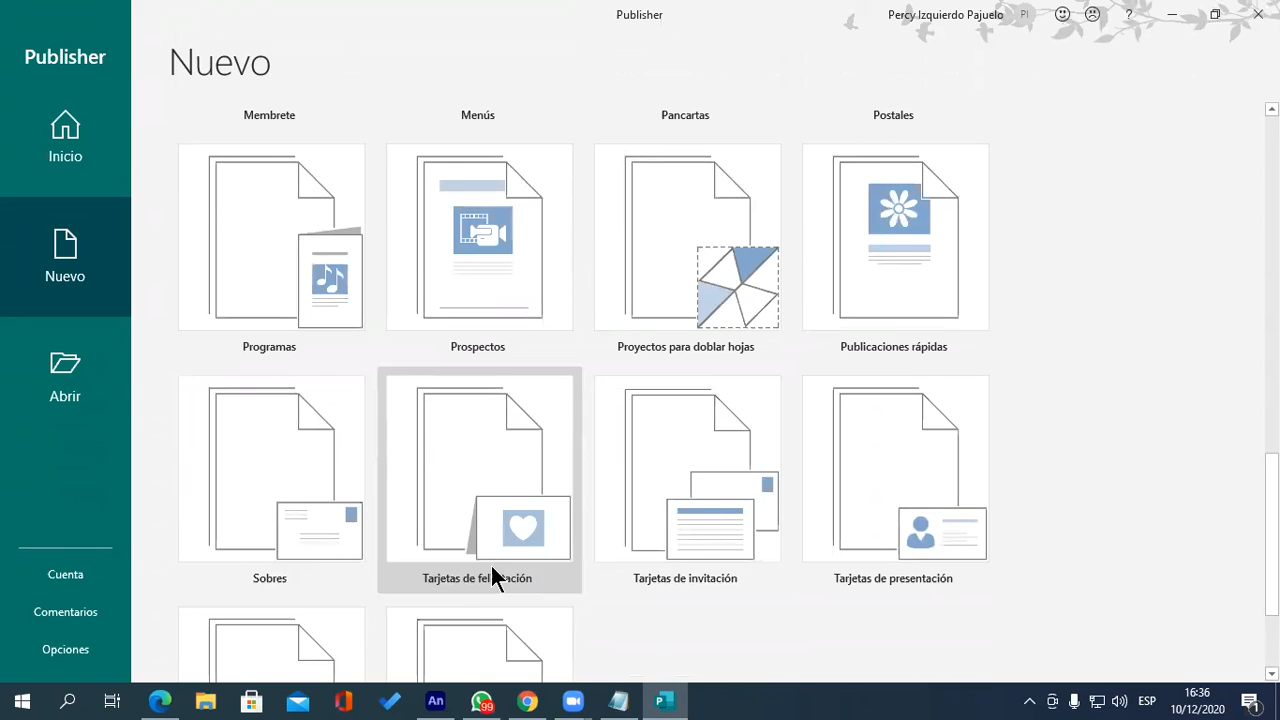 Publisher
Percy Izquierdo Pajuelo
PI
?
Publisher
Nuevo
Inicio
Nuevo
Abrir
Cuenta
Comentarios
Opciones
Membrete
Menús
Pancartas
Postales
Programas
Prospectos
Proyectos para doblar hojas
Publicaciones rápidas
Sobres
Tarjetas de felicitación
Tarjetas de invitación
Tarjetas de presentación
An
99
P
ESP
16:36
10/12/2020
1